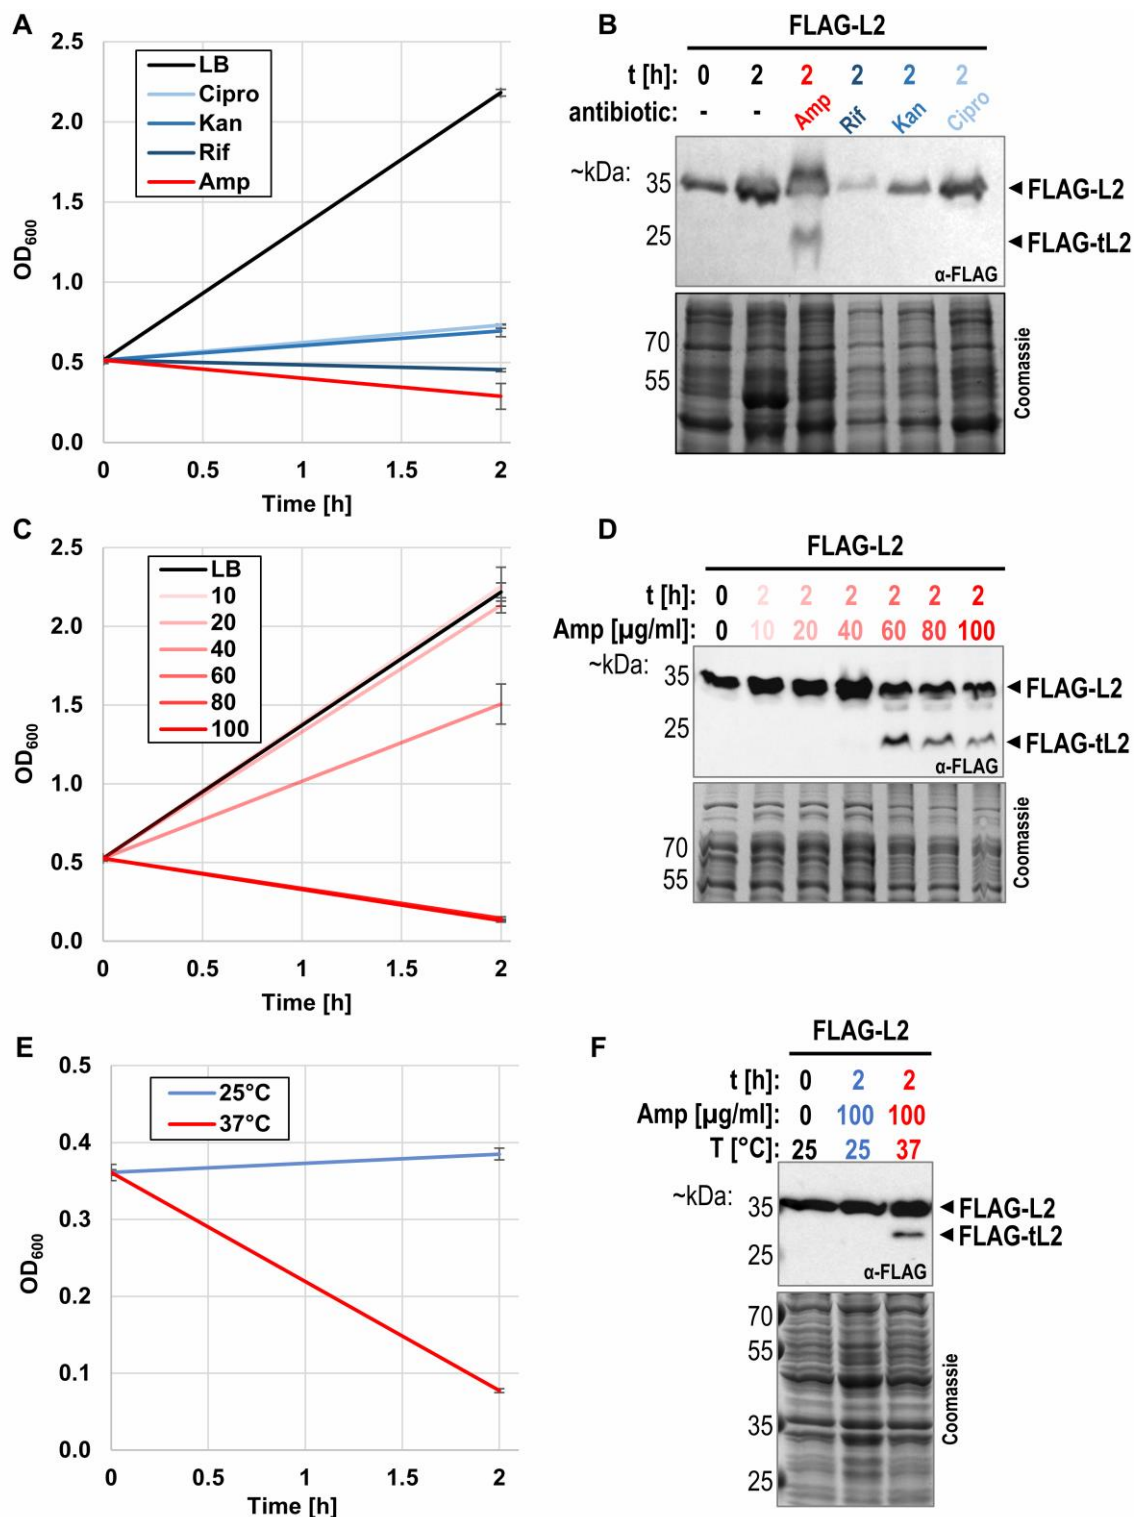 A
2.5
2.0
1.5
1.0
0.5
0.0
OD600
LB
Cipro
Kan
Rif
Amp
0 0.5 1 1.5 2
Time [h]
B
FLAG-L2
t [h]: 0 2 2 2 2 2
antibiotic: - - Amp Rif Kan Cipro
~kDa: 35
25
◄FLAG-L2
◄FLAG-tL2
α-FLAG
70
55
Coomassie
C
2.5
2.0
1.5
1.0
0.5
0.0
OD600
LB
10
20
40
60
80
100
0 0.5 1 1.5 2
Time [h]
D
FLAG-L2
t [h]: 0 2 2 2 2 2 2
Amp [µg/ml]: 0 10 20 40 60 80 100
~kDa: 35
25
◄FLAG-L2
◄FLAG-tL2
α-FLAG
70
55
Coomassie
E
0.5
0.4
0.3
0.2
0.1
0.0
OD600
25°C
37°C
0 0.5 1 1.5 2
Time [h]
F
FLAG-L2
t [h]: 0 2 2
Amp [µg/ml]: 0 100 100
T [°C]: 25 25 37
~kDa: 35
25
◄FLAG-L2
◄FLAG-tL2
α-FLAG
70
55
35
25
Coomassie